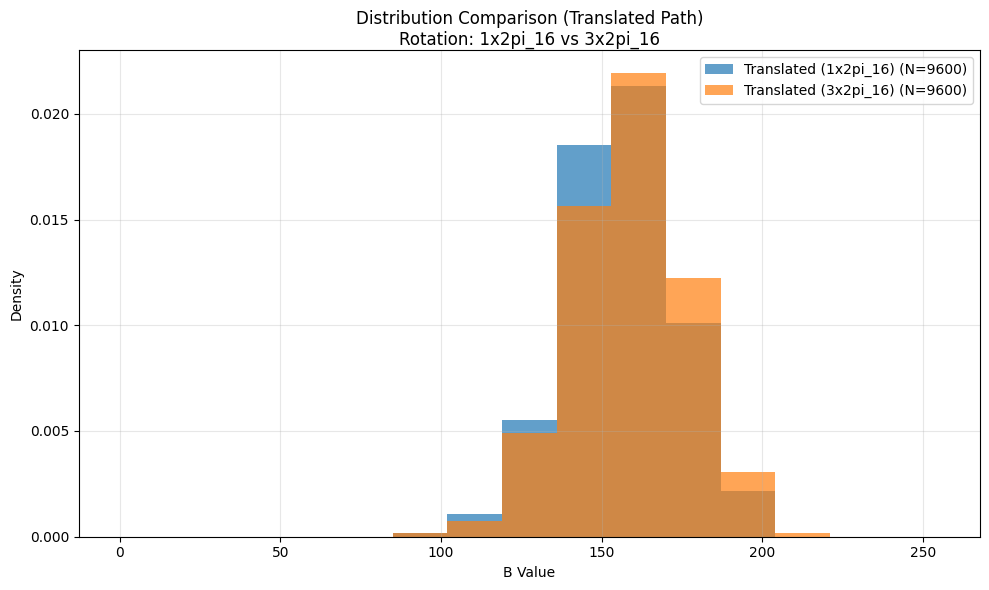 Distribution Comparison (Translated Path)
Rotation: 1x2pi_16 vs 3x2pi_16
Translated (1x2pi_16) (N=9600)
Translated (3x2pi_16) (N=9600)
Density
0.020
0.015
0.010
0.005
0.000
0 50 100 150 200 250
B Value